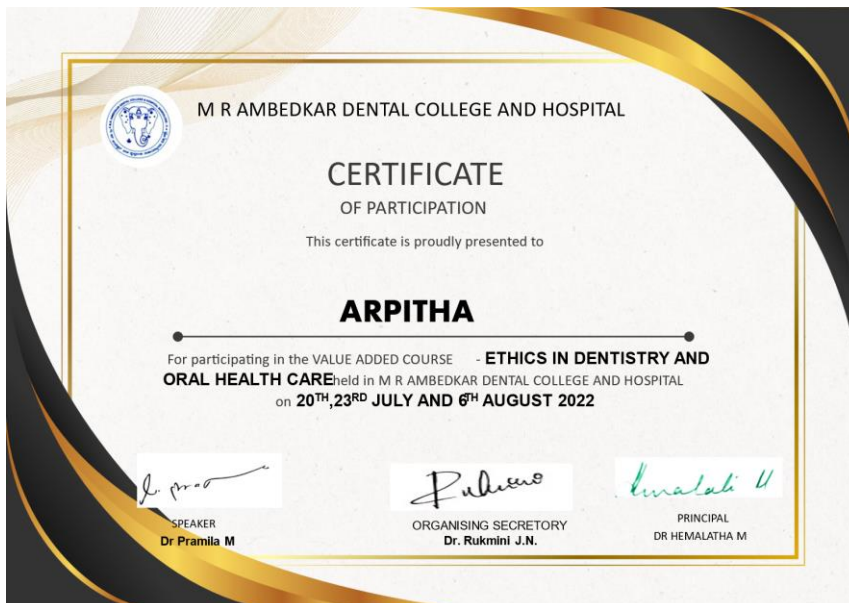 M R AMBEDKAR DENTAL COLLEGE AND HOSPITAL
CERTIFICATE
OF PARTICIPATION
This certificate is proudly presented to
ARPITHA
For participating in the VALUE ADDED COURSE - ETHICS IN DENTISTRY AND
ORAL HEALTH CARE held in M R AMBEDKAR DENTAL COLLEGE AND HOSPITAL
on 20TH,23RD JULY AND 6TH AUGUST 2022
SPEAKER
Dr Pramila M
ORGANISING SECRETORY
Dr. Rukmini J.N.
PRINCIPAL
DR HEMALATHA M